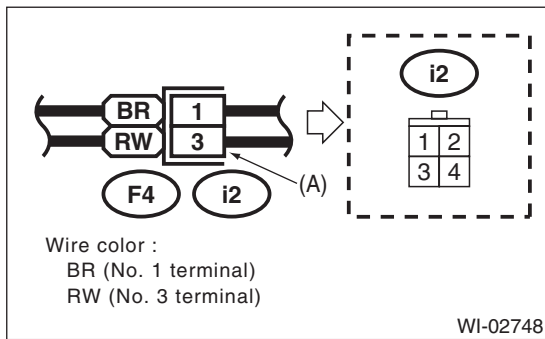 i2
BR 1
RW 3
1 2
3 4
F4 i2 (A)
Wire color :
BR (No. 1 terminal)
RW (No. 3 terminal)
WI-02748